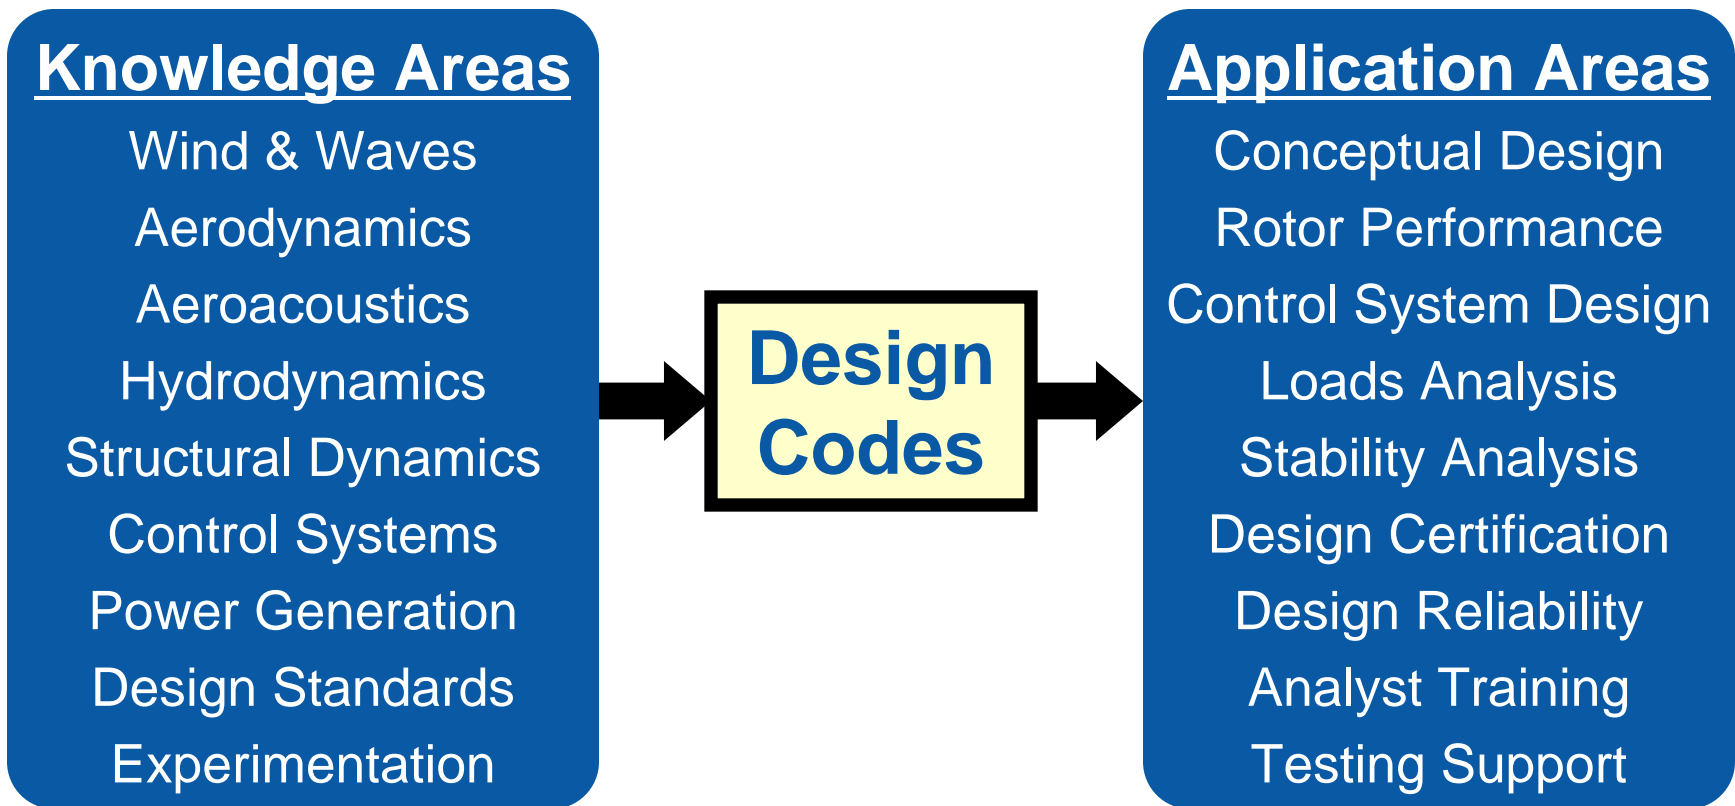 Knowledge Areas
Wind & Waves
Aerodynamics
Aeroacoustics
Hydrodynamics
Structural Dynamics
Control Systems
Power Generation
Design Standards
Experimentation
Design
Codes
Application Areas
Conceptual Design
Rotor Performance
Control System Design
Loads Analysis
Stability Analysis
Design Certification
Design Reliability
Analyst Training
Testing Support